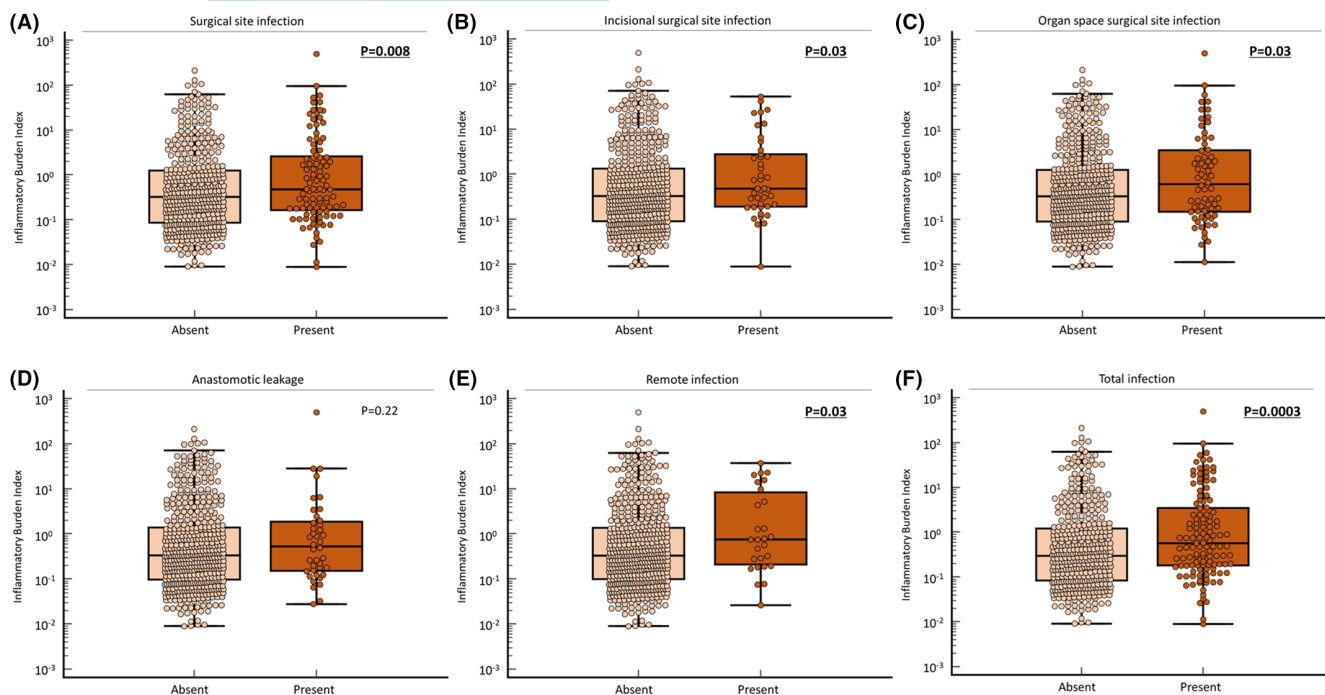 (A)
Surgical site infection
P=0.008
Inflammatory Burden Index
10³
10²
10¹
10⁰
10⁻¹
10⁻²
10⁻³
Absent Present
(B)
Incisional surgical site infection
P=0.03
Inflammatory Burden Index
10³
10²
10¹
10⁰
10⁻¹
10⁻²
10⁻³
Absent Present
(C)
Organ space surgical site infection
P=0.03
Inflammatory Burden Index
10³
10²
10¹
10⁰
10⁻¹
10⁻²
10⁻³
Absent Present
(D)
Anastomotic leakage
P=0.22
Inflammatory Burden Index
10³
10²
10¹
10⁰
10⁻¹
10⁻²
10⁻³
Absent Present
(E)
Remote infection
P=0.03
Inflammatory Burden Index
10³
10²
10¹
10⁰
10⁻¹
10⁻²
10⁻³
Absent Present
(F)
Total infection
P=0.0003
Inflammatory Burden Index
10³
10²
10¹
10⁰
10⁻¹
10⁻²
10⁻³
Absent Present